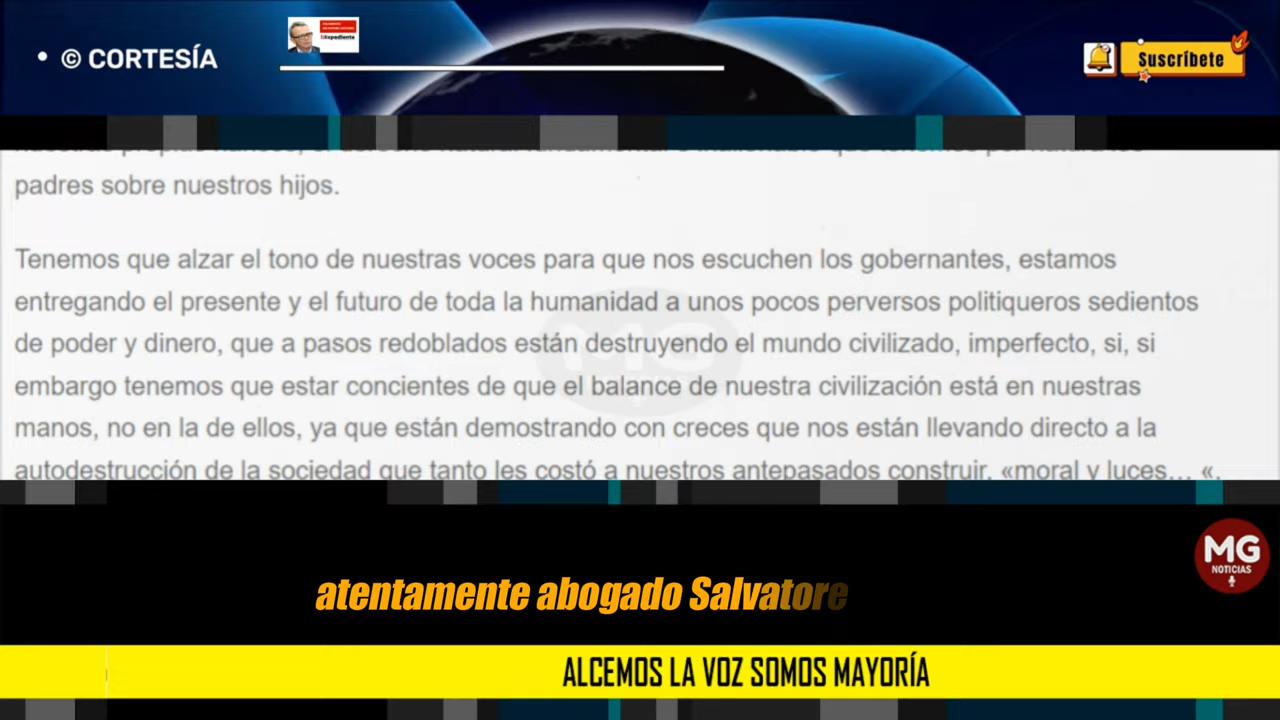 • © CORTESÍA
Suscríbete
padres sobre nuestros hijos.
Tenemos que alzar el tono de nuestras voces para que nos escuchen los gobernantes, estamos
entregando el presente y el futuro de toda la humanidad a unos pocos perversos politiqueros sedientos
de poder y dinero, que a pasos redoblados están destruyendo el mundo civilizado, imperfecto, si, si
embargo tenemos que estar concientes de que el balance de nuestra civilización está en nuestras
manos, no en la de ellos, ya que están demostrando con creces que nos están llevando directo a la
autodestrucción de la sociedad que tanto les costó a nuestros antepasados construir, «moral y luces… «.
MG
NOTICIAS
atentamente abogado Salvatore
ALCEMOS LA VOZ SOMOS MAYORÍA